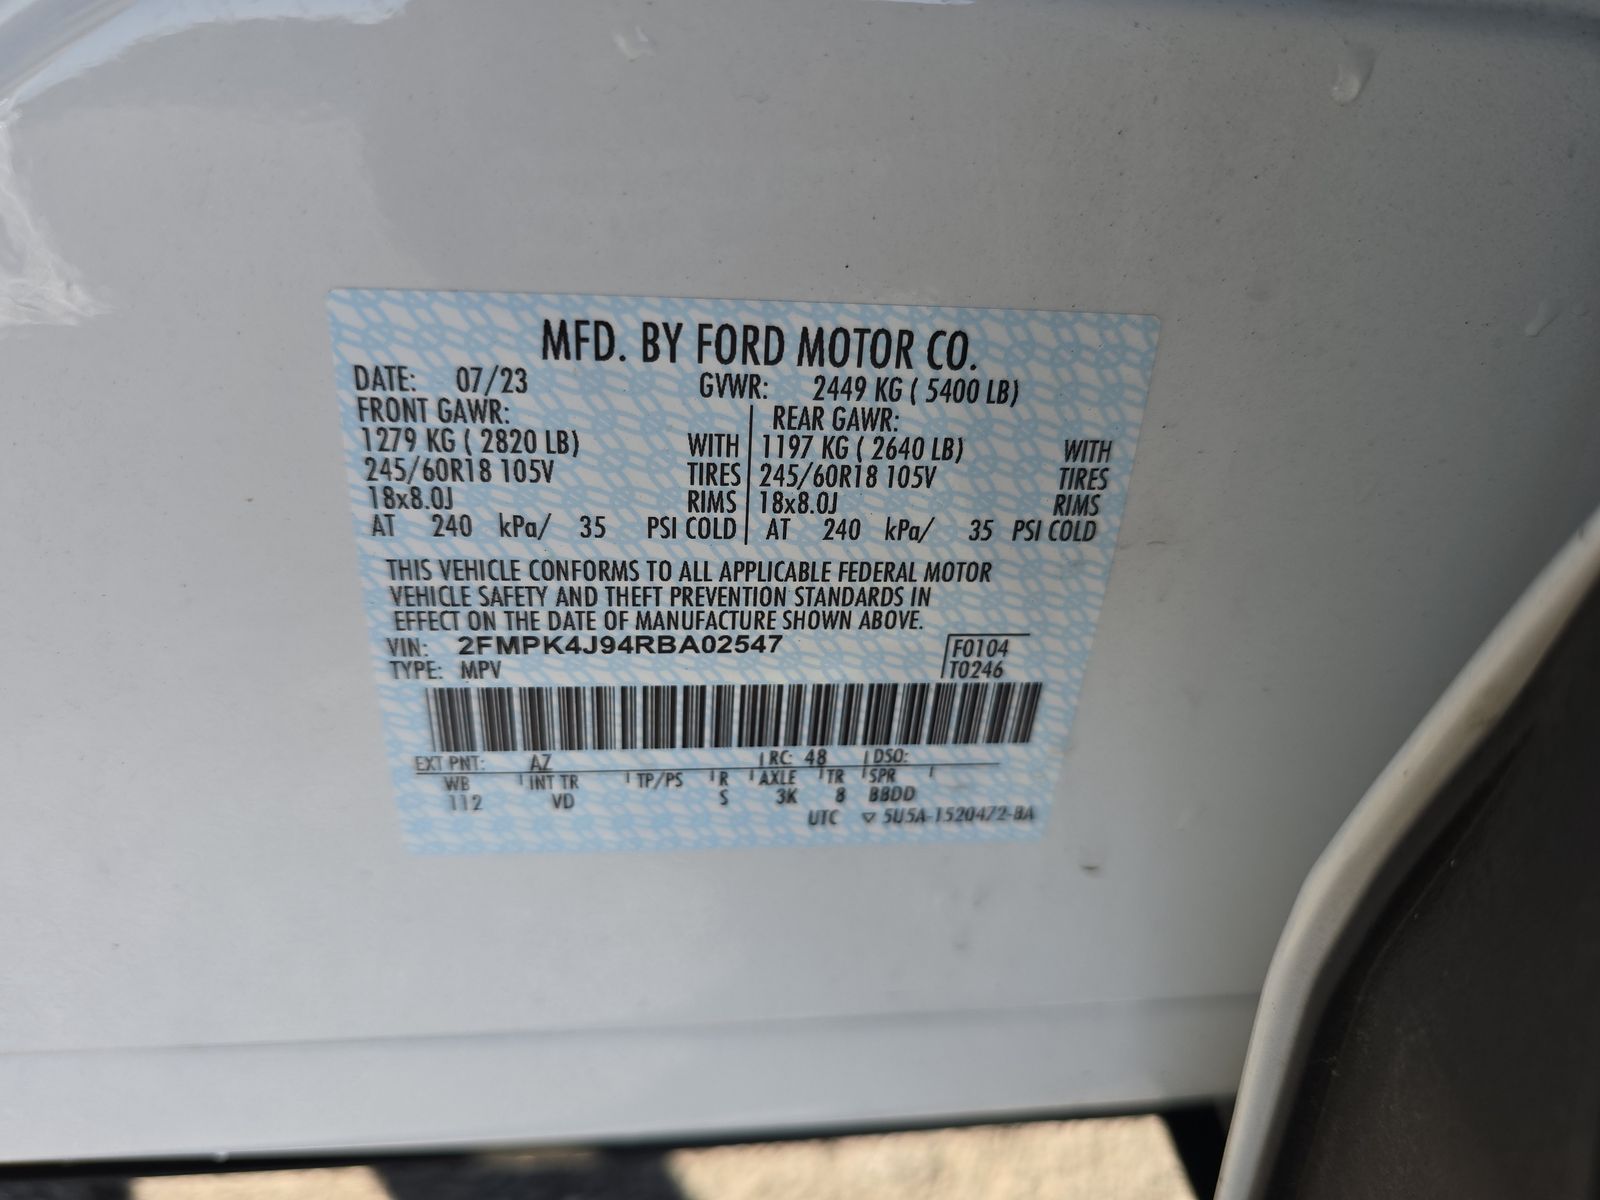 MFD. BY FORD MOTOR CO.
DATE: 07/23 GVWR: 2449 KG ( 5400 LB)
FRONT GAWR: REAR GAWR:
1279 KG ( 2820 LB) WITH 1197 KG ( 2640 LB) WITH
245/60R18 105V TIRES 245/60R18 105V TIRES
18x8.0J RIMS 18x8.0J RIMS
AT 240 kPa/ 35 PSI COLD AT 240 kPa/ 35 PSI COLD
THIS VEHICLE CONFORMS TO ALL APPLICABLE FEDERAL MOTOR
VEHICLE SAFETY AND THEFT PREVENTION STANDARDS IN
EFFECT ON THE DATE OF MANUFACTURE SHOWN ABOVE.
VIN: 2FMPK4J94RBA02547 F0104
TYPE: MPV T0246
EXT PNT: AZ RC: 48 DSO:
WB INT TR TP/PS R AXLE TR SPR
112 VD S 3K 8 BBDD
UTC ▽ 5U5A-1520472-BA